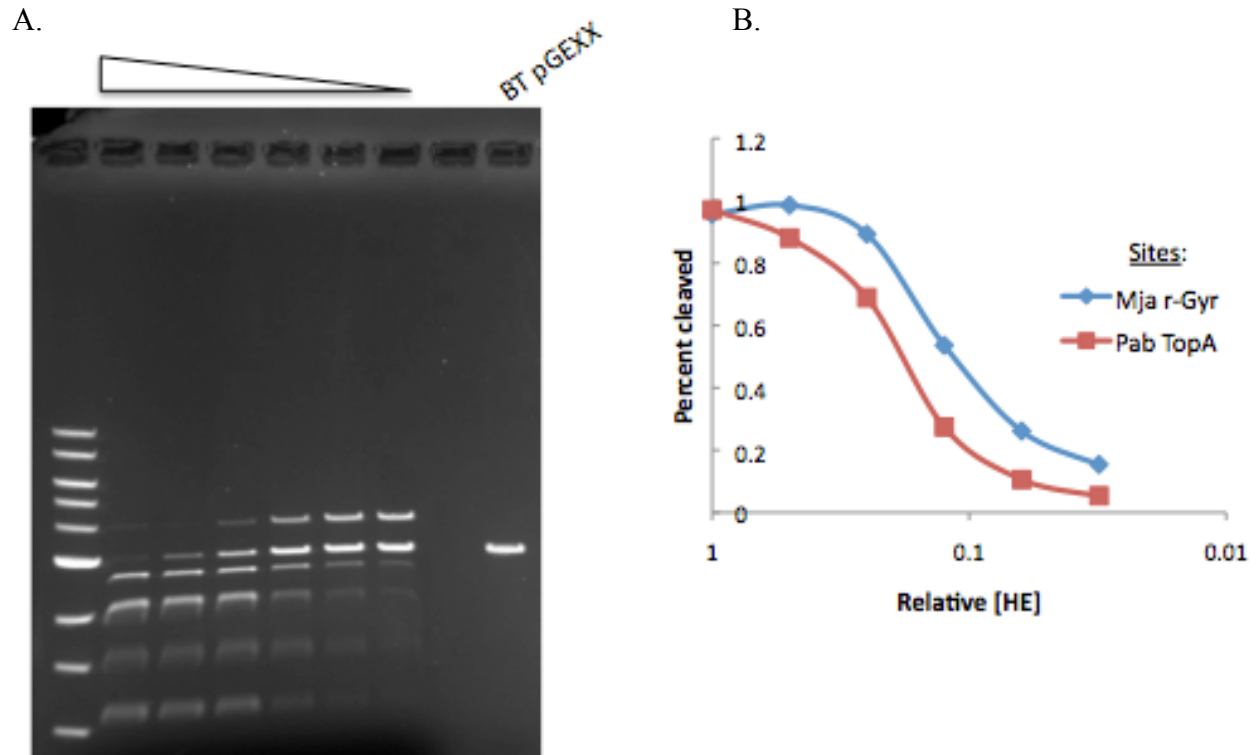 A.
BT pGEXX
B.
1.2
1
0.8
0.6
0.4
0.2
0
Percent cleaved
1
0.1
0.01
Relative [HE]
Sites:
Mja r-Gyr
Pab TopA